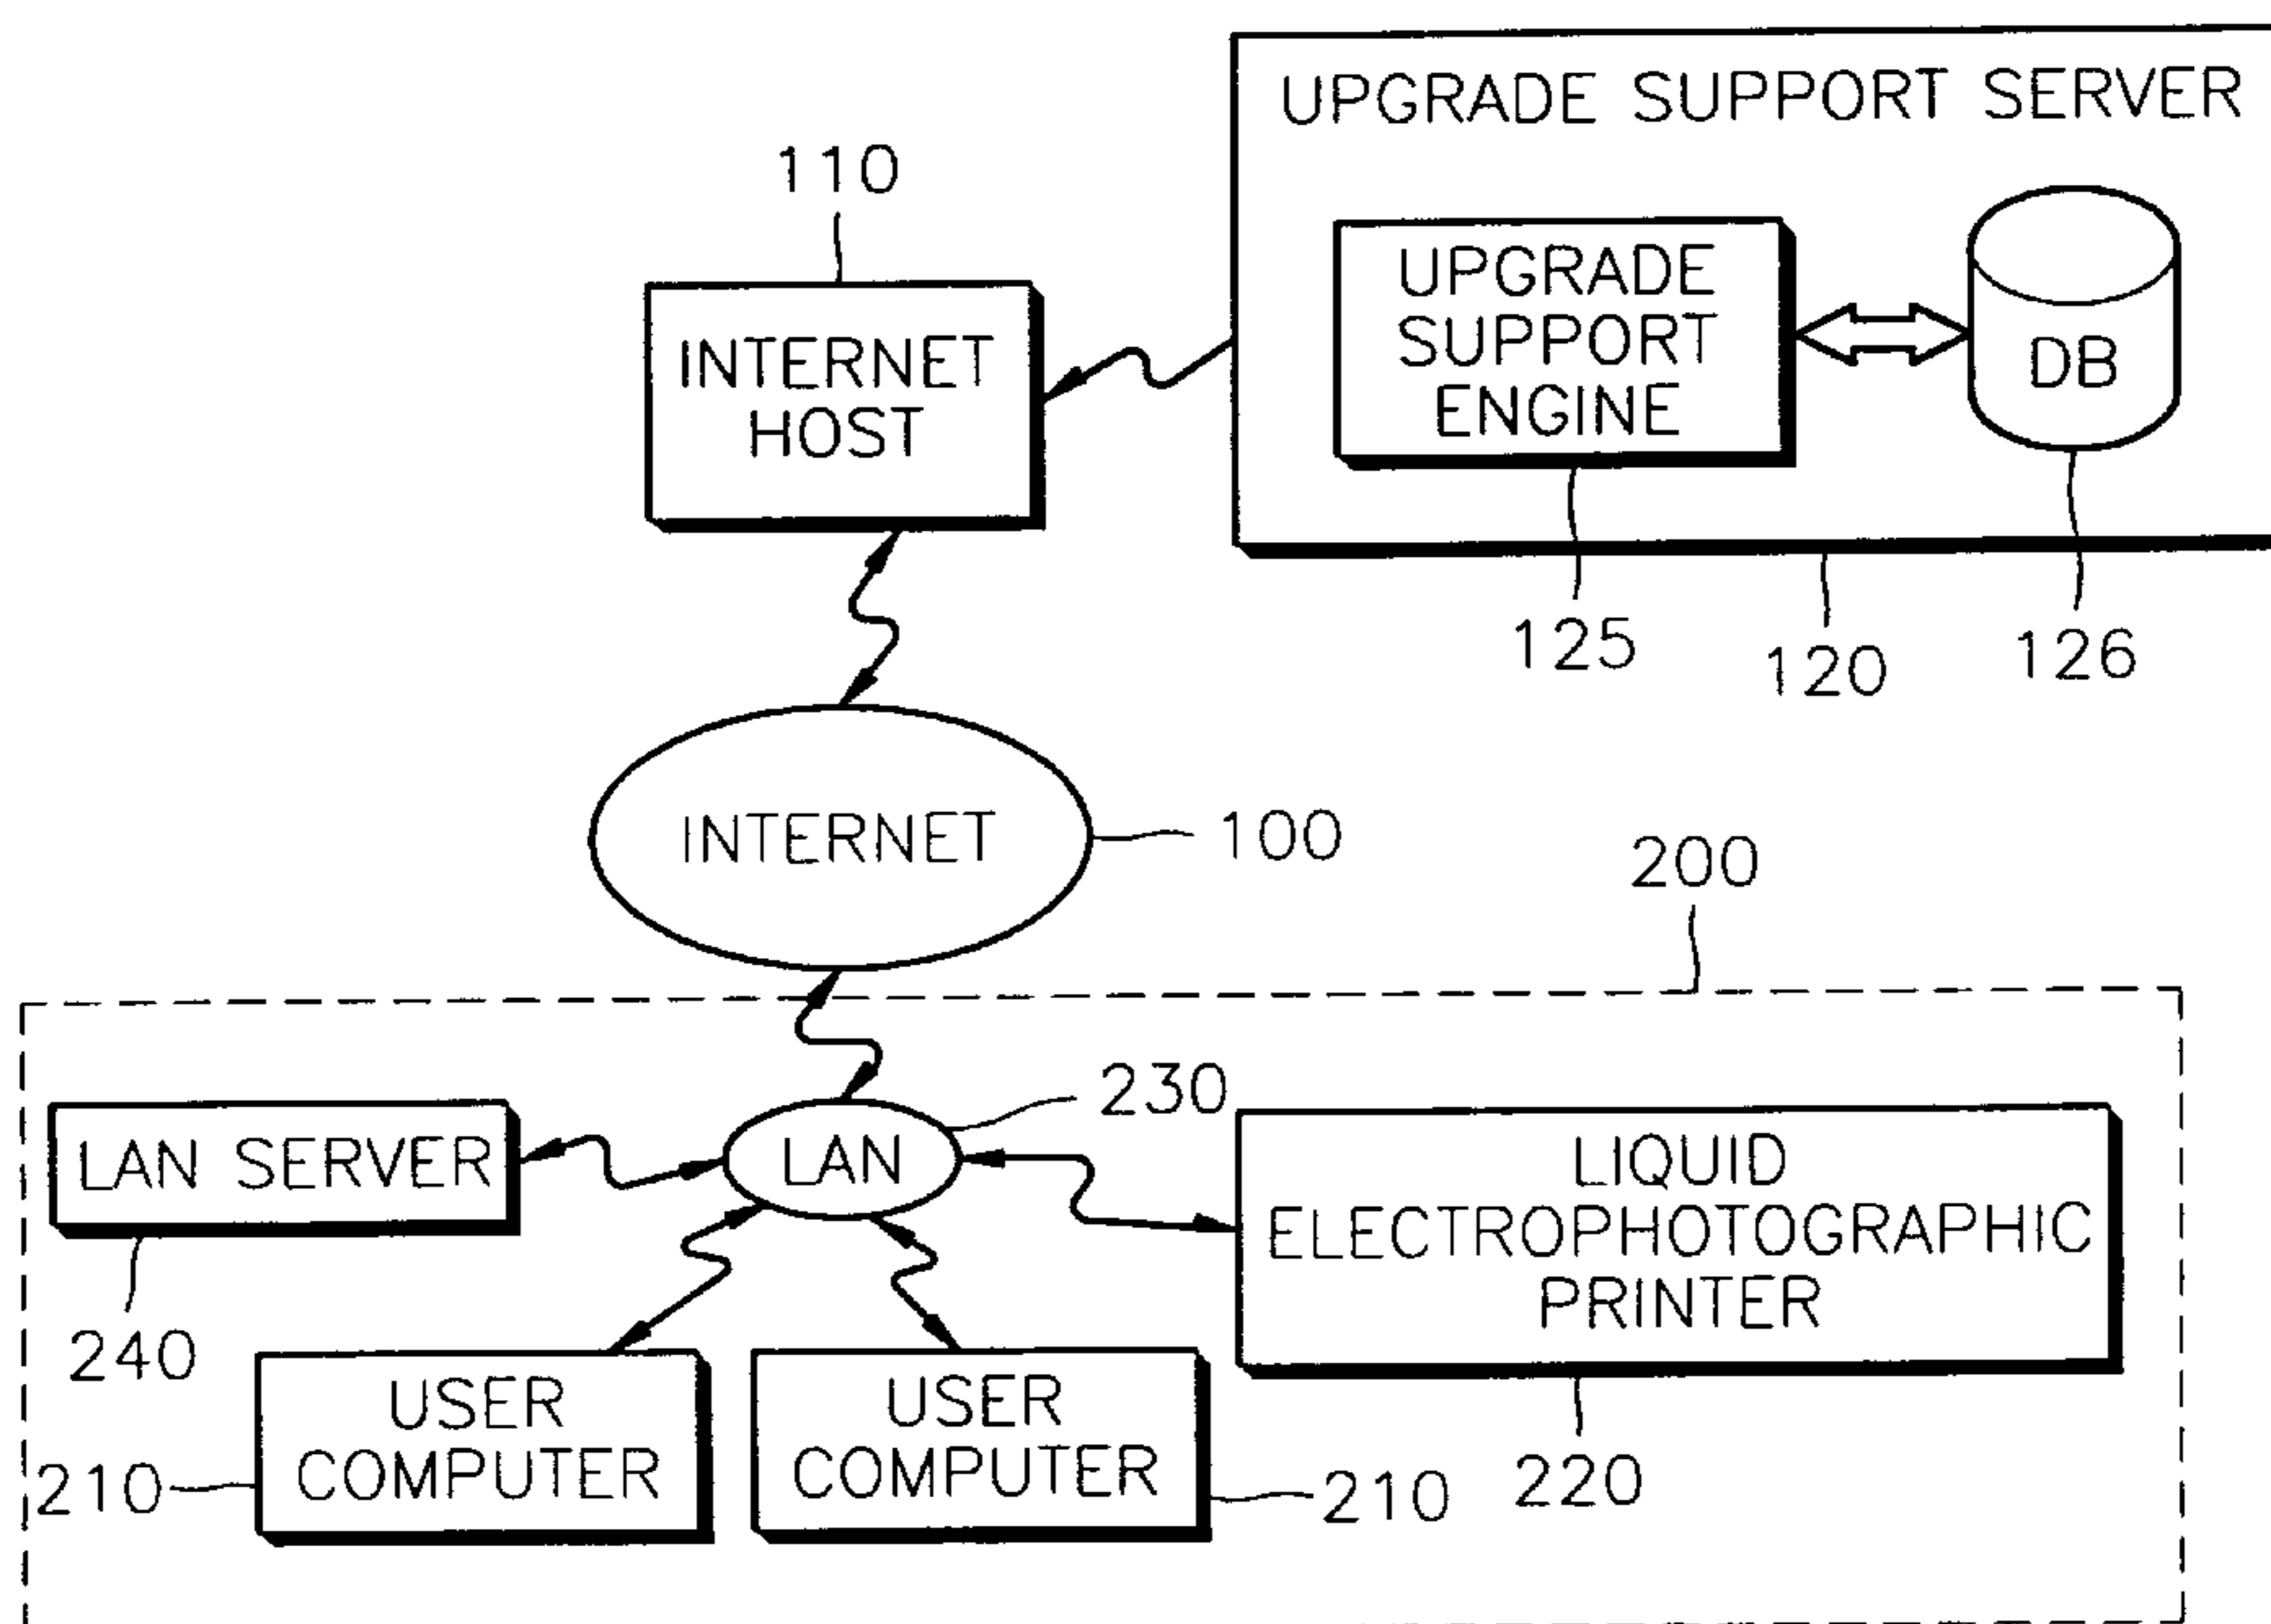 UPGRADE SUPPORT SERVER
110
INTERNET
HOST
UPGRADE
SUPPORT
ENGINE
DB
125
120
126
INTERNET
100
200
230
LAN SERVER
LAN
LIQUID
ELECTROPHOTOGRAPHIC
PRINTER
240
USER
COMPUTER
USER
COMPUTER
210
210
220